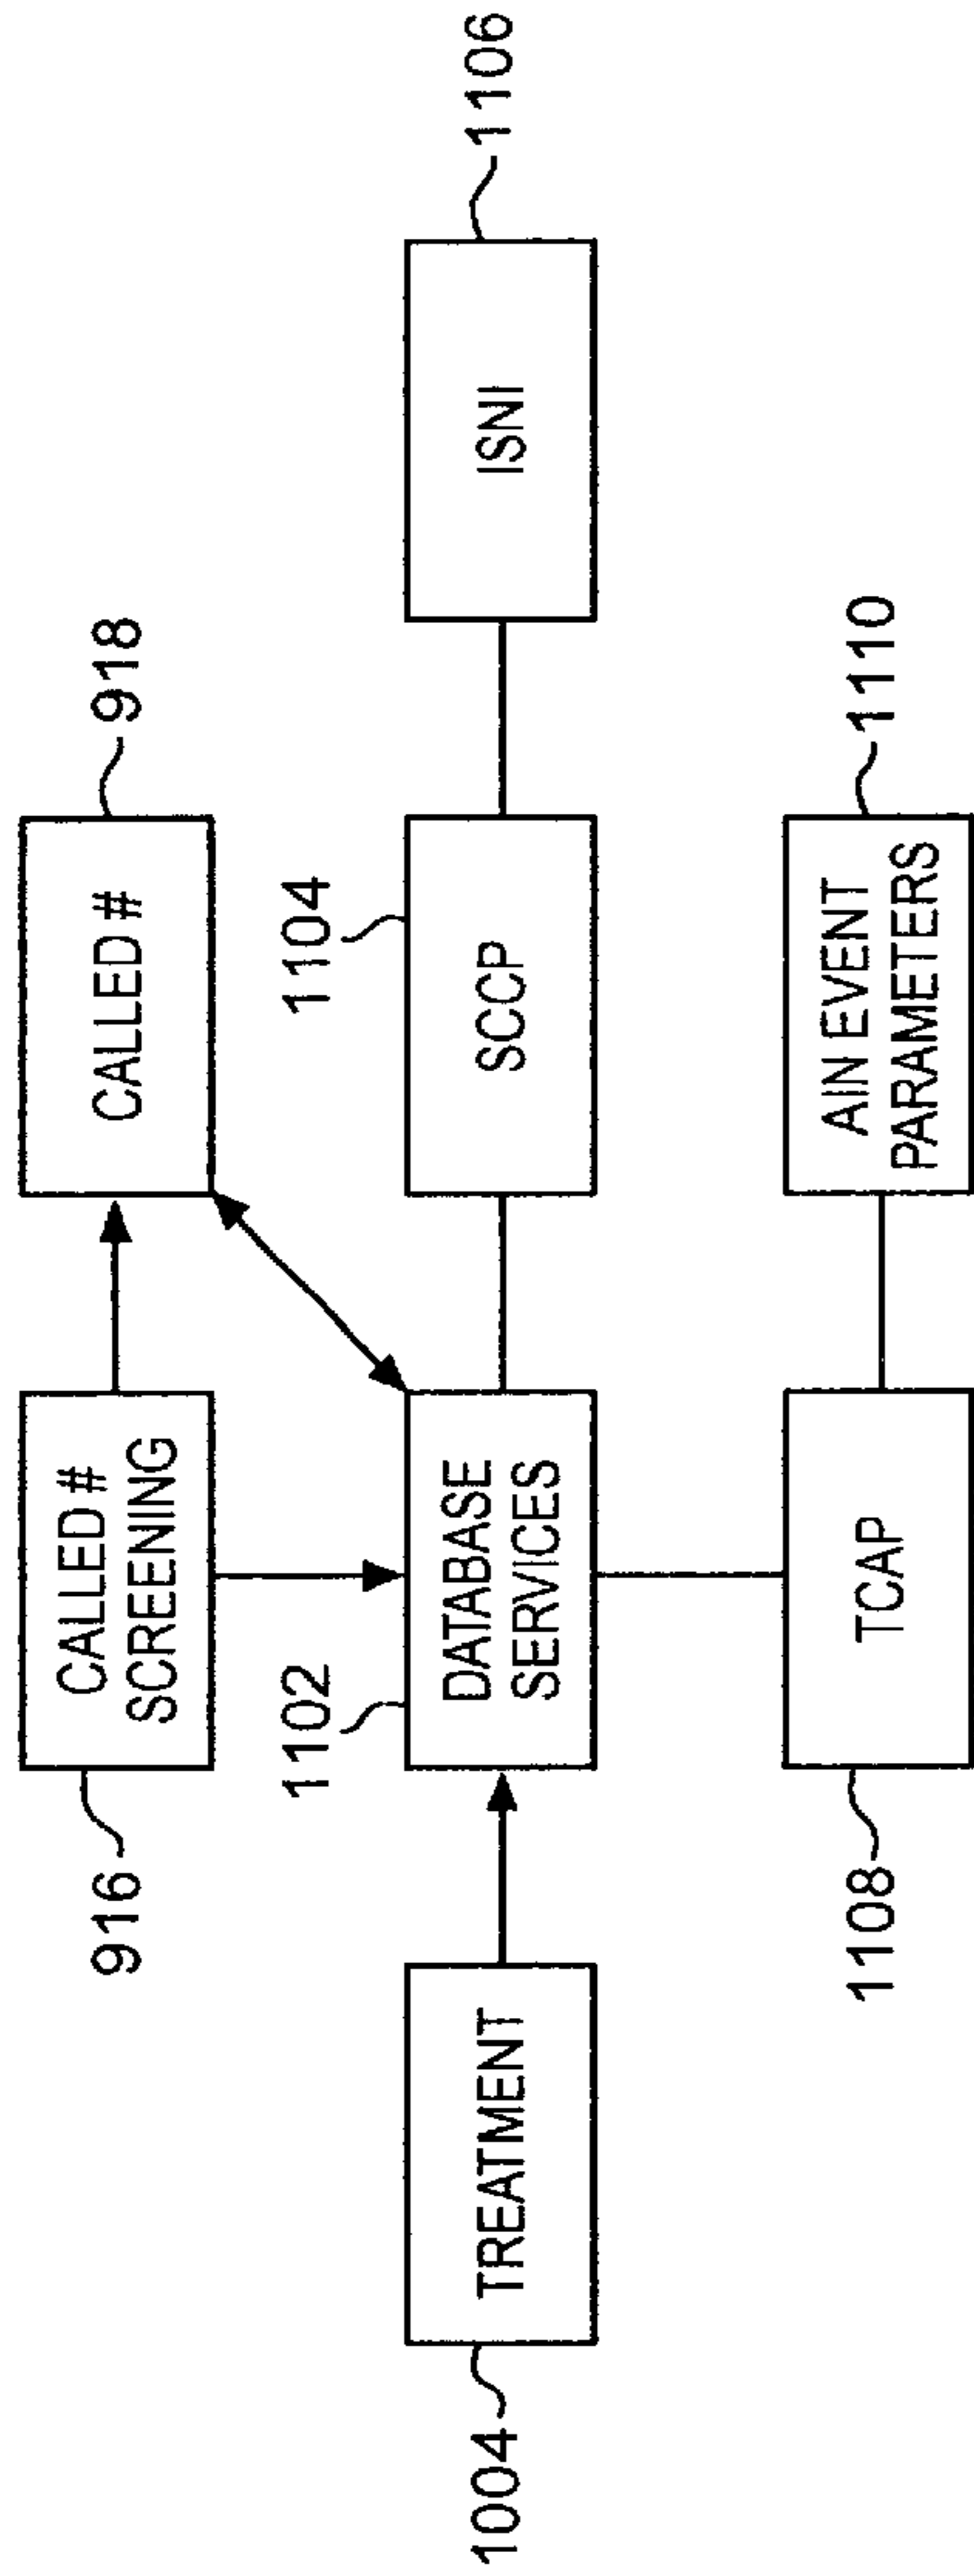 916
CALLED #
SCREENING
CALLED #
918
1102
1104
1004
TREATMENT
DATABASE
SERVICES
SCCP
ISNI
1106
1108
TCAP
AIN EVENT
PARAMETERS
1110